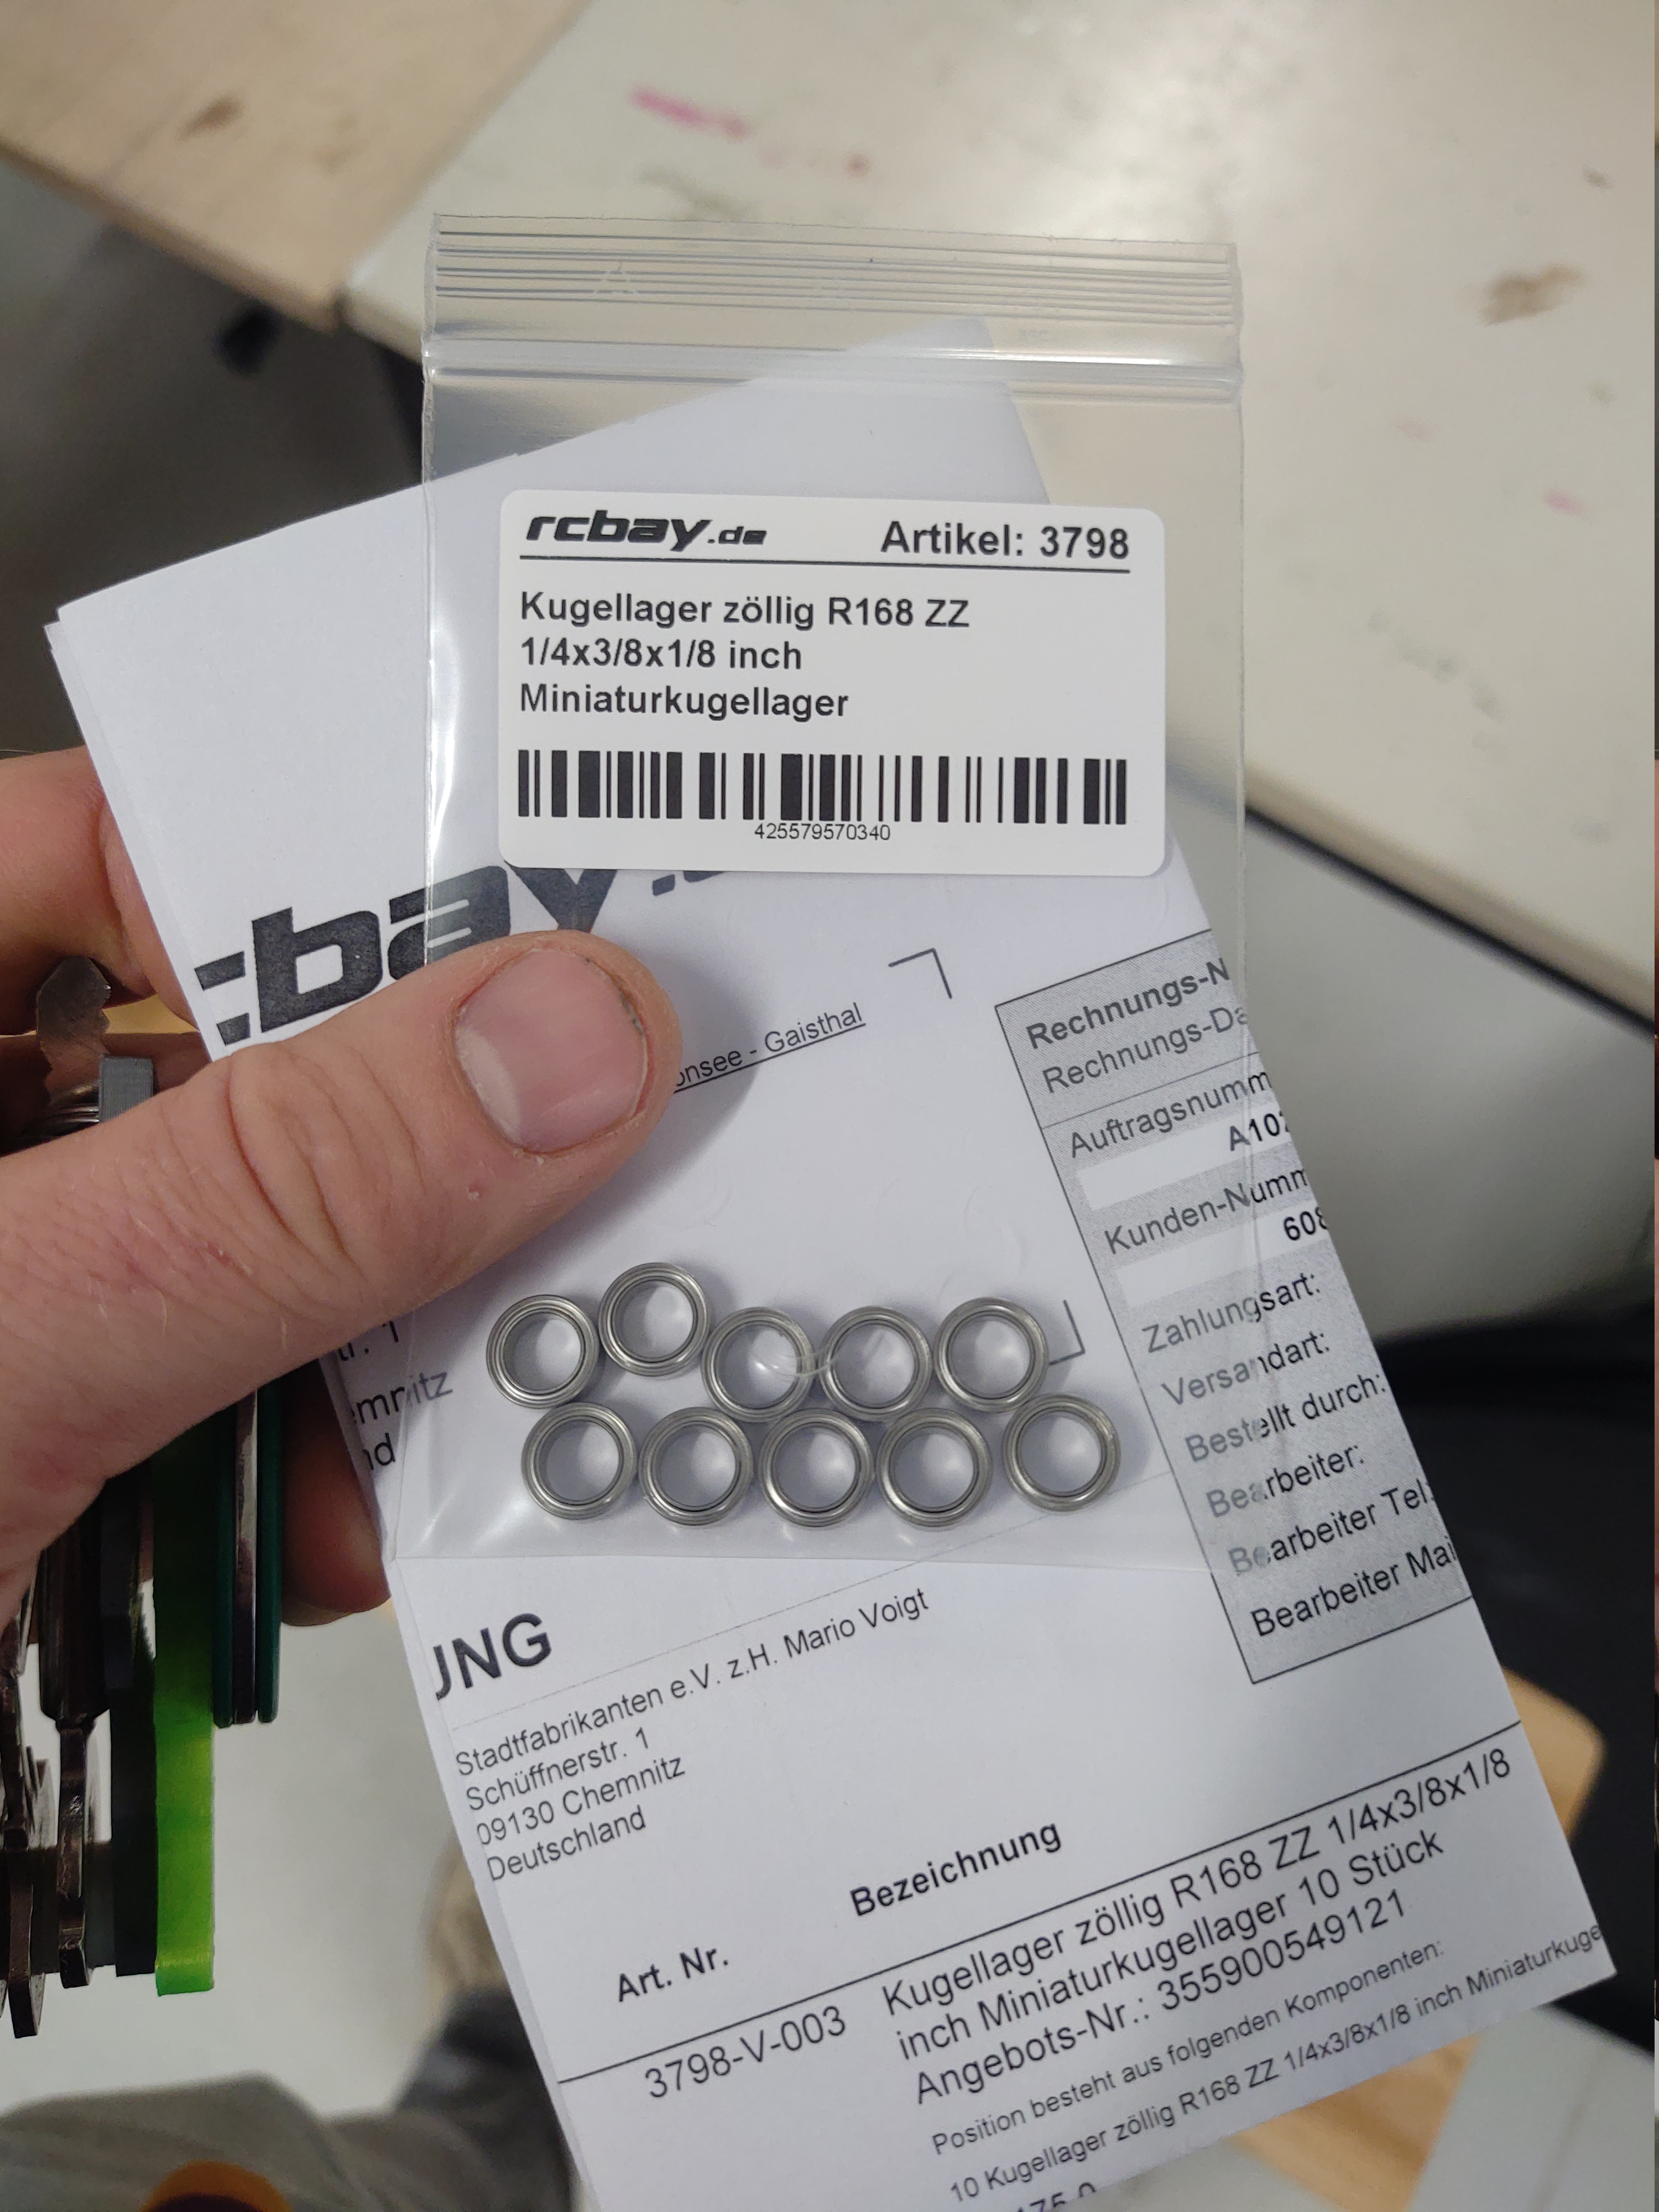 rcbay.de Artikel: 3798
Kugellager zöllig R168 ZZ
1/4x3/8x1/8 inch
Miniaturkugellager
425579570340
bay.
onsee - Gaisthal
Rechnungs-N
Rechnungs-Da
Auftragsnumm
A10
Kunden-Numm
608
Zahlungsart:
Versandart:
Bestellt durch:
Bearbeiter:
Bearbeiter Tel.
Bearbeiter Mai
tr. 1
emnitz
nd
UNG
Stadtfabrikanten e.V. z.H. Mario Voigt
Schüffnerstr. 1
09130 Chemnitz
Deutschland
Art. Nr. Bezeichnung
3798-V-003 Kugellager zöllig R168 ZZ 1/4x3/8x1/8
inch Miniaturkugellager 10 Stück
Angebots-Nr.: 355900549121
Position besteht aus folgenden Komponenten:
10 Kugellager zöllig R168 ZZ 1/4x3/8x1/8 inch Miniaturkuge